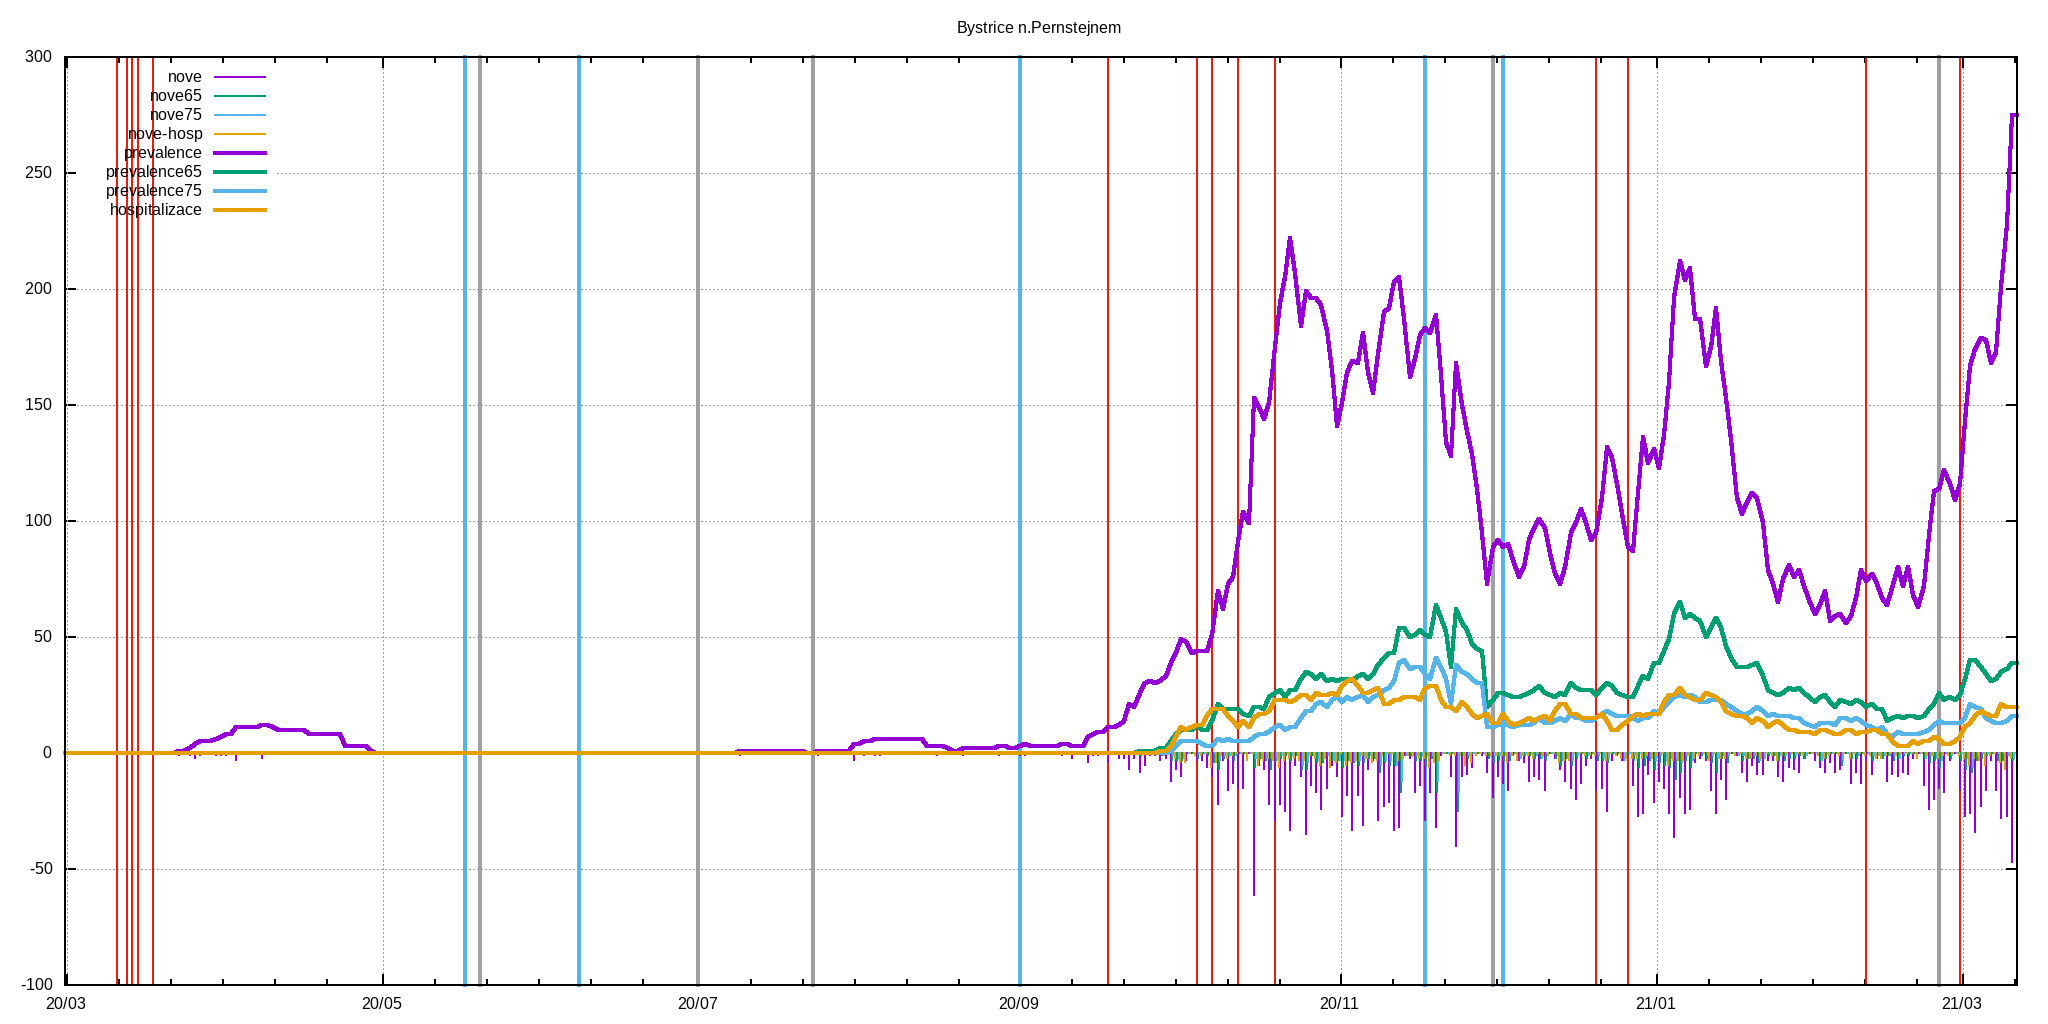 Bystrice n.Pernstejnem
300
250
200
150
100
50
0
-50
-100
nove
nove65
nove75
nove-hosp
prevalence
prevalence65
prevalence75
hospitalizace
20/03 20/05 20/07 20/09 20/11 21/01 21/03